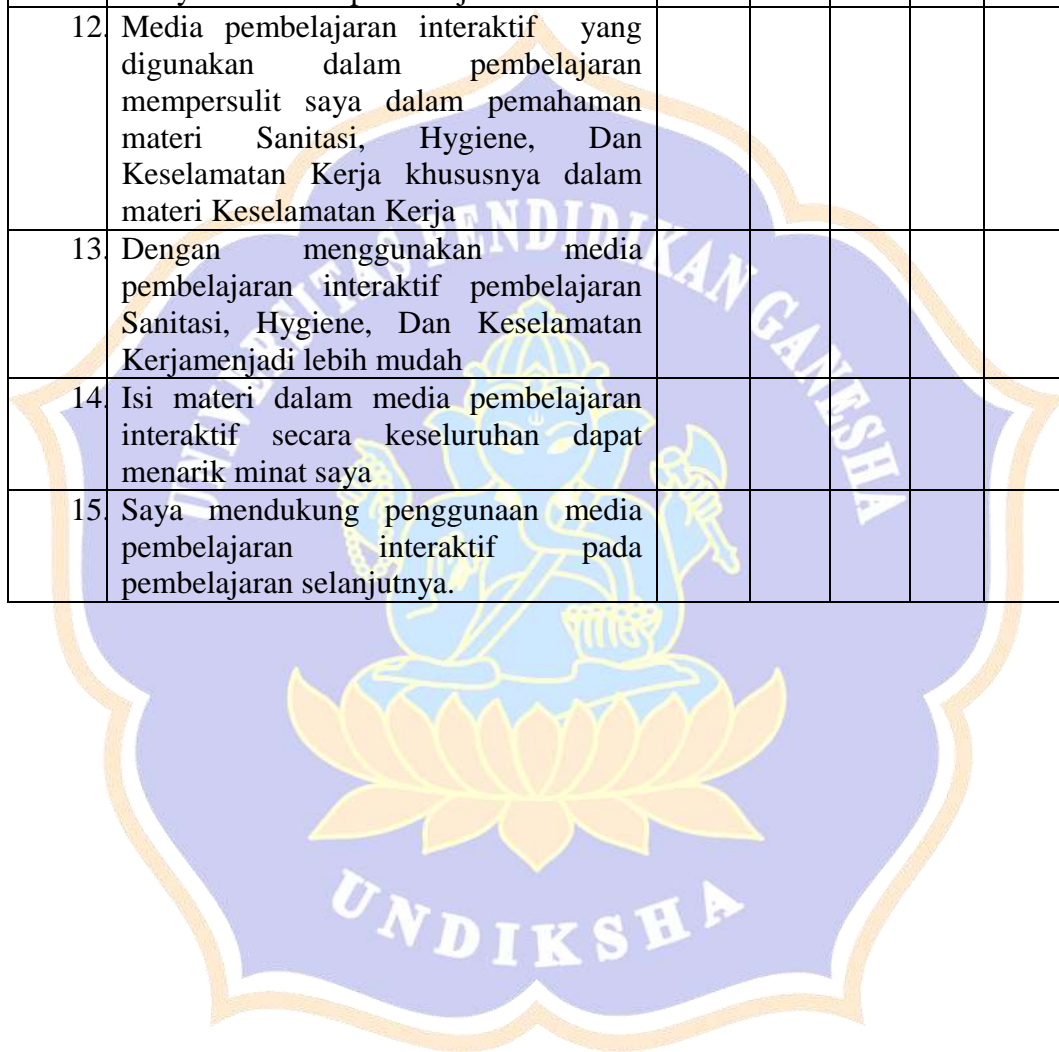 12. Media pembelajaran interaktif yang
digunakan dalam pembelajaran
mempersulit saya dalam pemahaman
materi Sanitasi, Hygiene, Dan
Keselamatan Kerja khususnya dalam
materi Keselamatan Kerja
13. Dengan menggunakan media
pembelajaran interaktif pembelajaran
Sanitasi, Hygiene, Dan Keselamatan
Kerjamenjadi lebih mudah
14. Isi materi dalam media pembelajaran
interaktif secara keseluruhan dapat
menarik minat saya
15. Saya mendukung penggunaan media
pembelajaran interaktif pada
pembelajaran selanjutnya.
UNIVERSITAS PENDIDIKAN GANESHA
UNDIKSHA